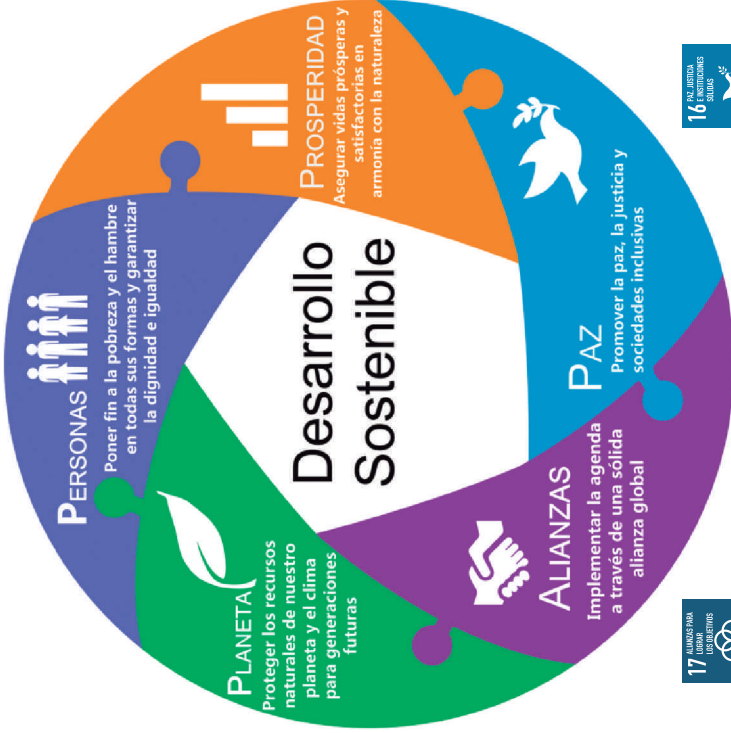 PERSONAS
Poner fin a la pobreza y el hambre
en todas sus formas y garantizar
la dignidad e igualdad
PROSPERIDAD
Asegurar vidas prósperas y
satisfactorias en
armonía con la naturaleza
PLANETA
Proteger los recursos
naturales de nuestro
planeta y el clima
para generaciones
futuras
Desarrollo
Sostenible
ALIANZAS
Implementar la agenda
a través de una sólida
alianza global
PAZ
Promover la paz, la justicia y
sociedades inclusivas
17 ALIANZAS PARA
LOGRAR
LOS OBJETIVOS
16 PAZ, JUSTICIA
E INSTITUCIONES
SÓLIDAS